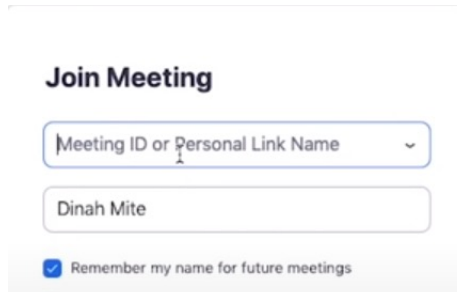 Join Meeting
Meeting ID or Personal Link Name
Dinah Mite
Remember my name for future meetings